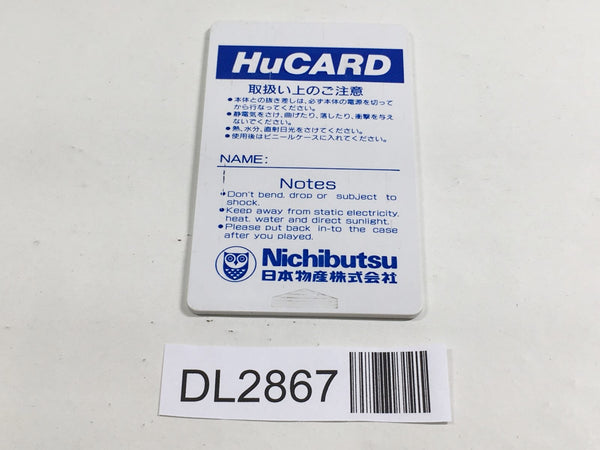 HuCARD
取扱い上のご注意
●本体との抜き差しは、必ず本体の電源を切って
から行なってください。
●静電気をさけ、曲げたり、落したり、衝撃を与え
ないでください。
●熱、水分、直射日光をさけてください。
●使用後はビニールケースに入れてください。
NAME:
Notes
●Don't bend, drop or subject to
shock.
●Keep away from static electricity,
heat, water and direct sunlight.
●Please put back in-to the case
after you played.
Nichibutsu
日本物産株式会社
DL2867